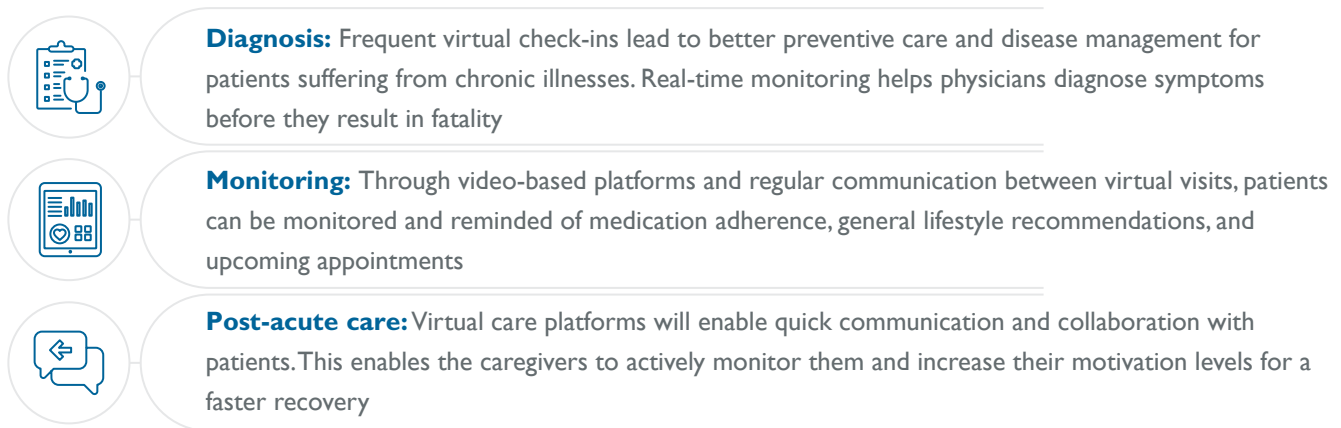 Diagnosis: Frequent virtual check-ins lead to better preventive care and disease management for
patients suffering from chronic illnesses. Real-time monitoring helps physicians diagnose symptoms
before they result in fatality
Monitoring: Through video-based platforms and regular communication between virtual visits, patients
can be monitored and reminded of medication adherence, general lifestyle recommendations, and
upcoming appointments
Post-acute care: Virtual care platforms will enable quick communication and collaboration with
patients. This enables the caregivers to actively monitor them and increase their motivation levels for a
faster recovery